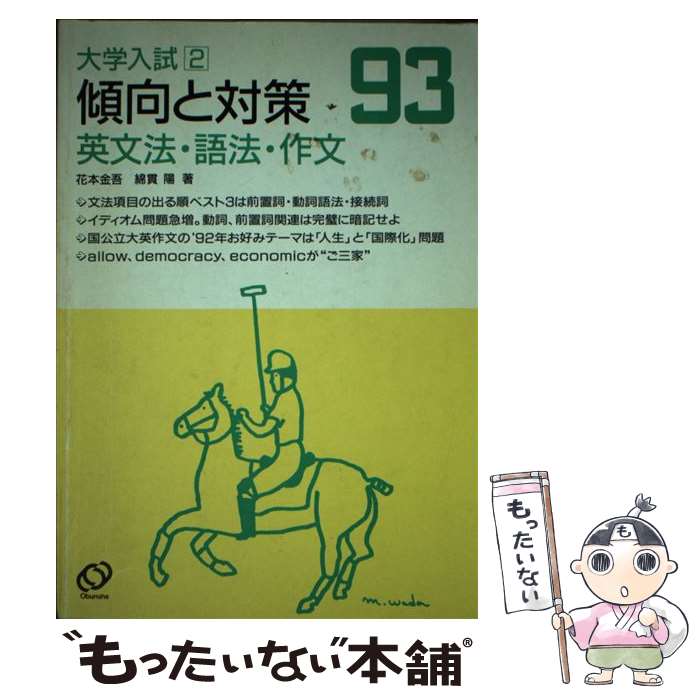 大学入試2
傾向と対策 93
英文法・語法・作文
花本金吾 綿貫 陽 著
文法項目の出る順ベスト3は前置詞・動詞語法・接続詞
イディオム問題急増。動詞、前置詞関連は完璧に暗記せよ
国公立大英作文の'92年お好みテーマは「人生」と「国際化」問題
allow、democracy、economicが“ご三家”
Obunsha
m.wada
もったいない
も
“もったいない”本舗®